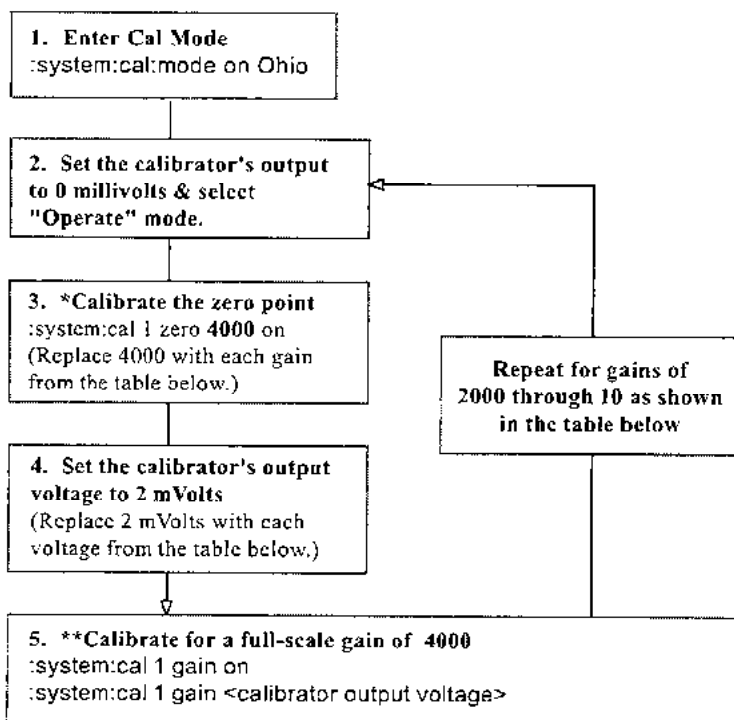 1. Enter Cal Mode
:system:cal:mode on Ohio
2. Set the calibrator's output
to 0 millivolts & select
"Operate" mode.
3. *Calibrate the zero point
:system:cal 1 zero 4000 on
(Replace 4000 with each gain
from the table below.)
4. Set the calibrator's output
voltage to 2 mVolts
(Replace 2 mVolts with each
voltage from the table below.)
5. **Calibrate for a full-scale gain of 4000
:system:cal 1 gain on
:system:cal 1 gain <calibrator output voltage>
Repeat for gains of
2000 through 10 as shown
in the table below